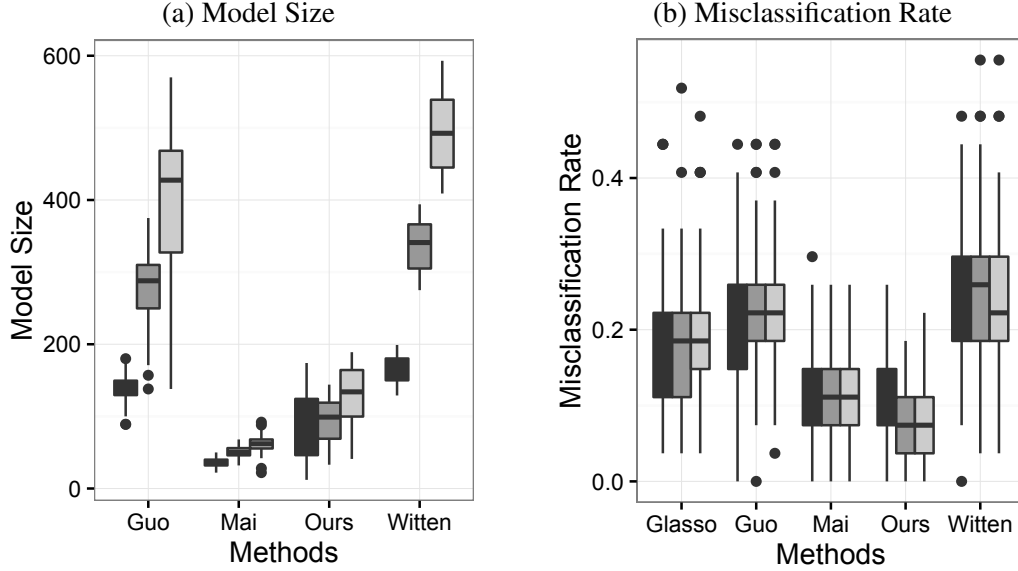 (a) Model Size
600
400
200
0
Model Size
Guo
Mai
Ours
Witten
Methods
(b) Misclassification Rate
0.4
0.2
0.0
Misclassification Rate
Glasso
Guo
Mai
Ours
Witten
Methods